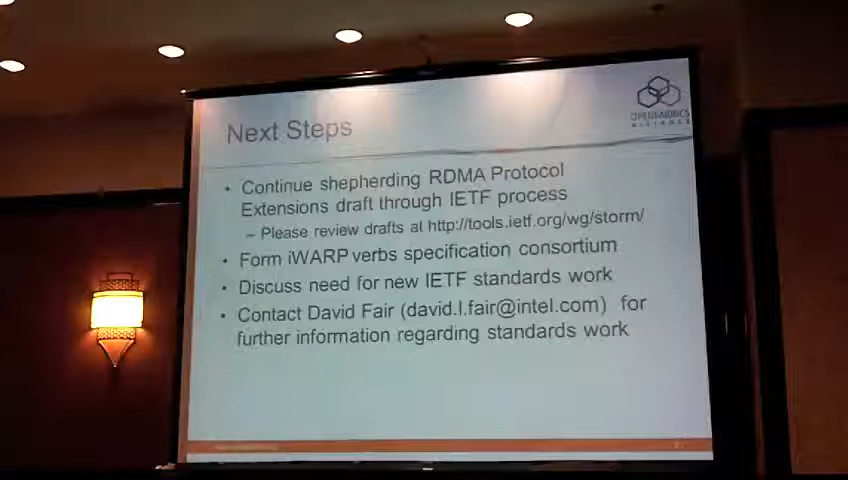 OPENFABRICS
ALLIANCE
Next Steps
• Continue shepherding RDMA Protocol
Extensions draft through IETF process
– Please review drafts at http://tools.ietf.org/wg/storm/
• Form iWARP verbs specification consortium
• Discuss need for new IETF standards work
• Contact David Fair (david.l.fair@intel.com) for
further information regarding standards work